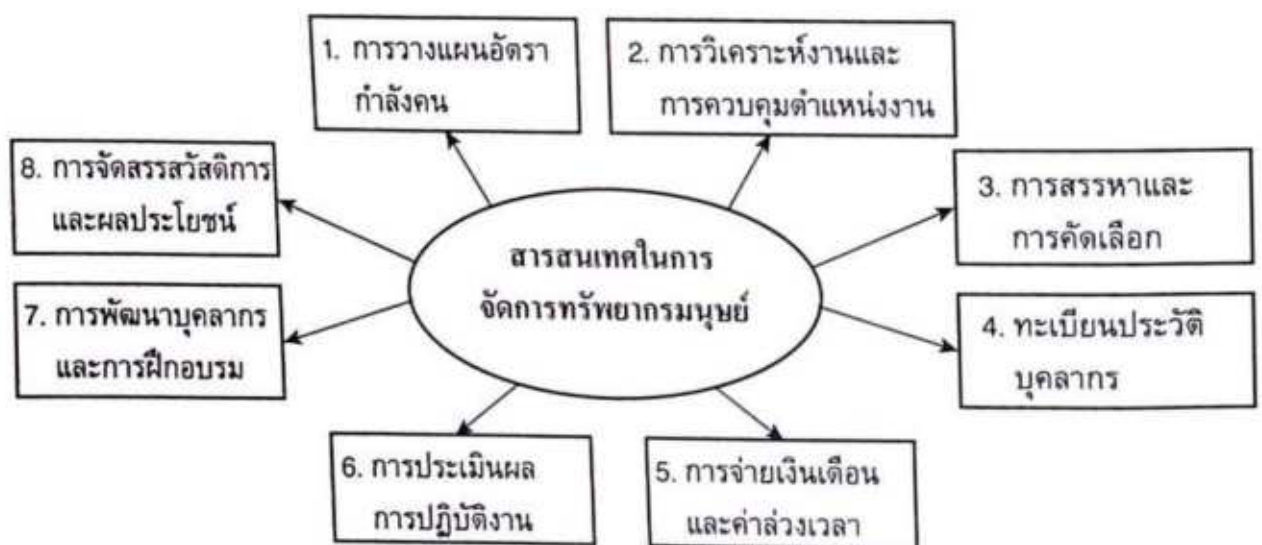 1. การวางแผนอัตรา
กำลังคน
2. การวิเคราะห์งานและ
การควบคุมตำแหน่งงาน
3. การสรรหาและ
การคัดเลือก
4. ทะเบียนประวัติ
บุคลากร
5. การจ่ายเงินเดือน
และค่าล่วงเวลา
6. การประเมินผล
การปฏิบัติงาน
7. การพัฒนาบุคลากร
และการฝึกอบรม
8. การจัดสรรสวัสดิการ
และผลประโยชน์
สารสนเทศในการ
จัดการทรัพยากรมนุษย์